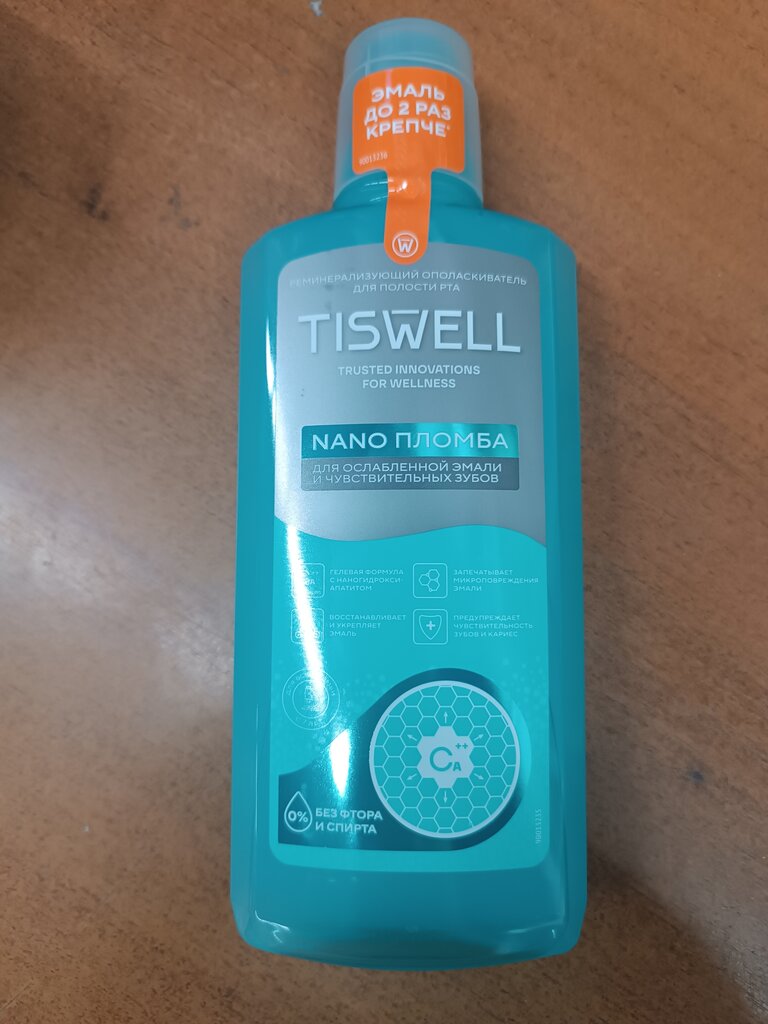 ЭМАЛЬ
ДО 2 РАЗ
КРЕПЧЕ*
90013236
W
РЕМИНЕРАЛИЗУЮЩИЙ ОПОЛАСКИВАТЕЛЬ
ДЛЯ ПОЛОСТИ РТА
TISWELL
TRUSTED INNOVATIONS
FOR WELLNESS
NANO ПЛОМБА
ДЛЯ ОСЛАБЛЕННОЙ ЭМАЛИ
И ЧУВСТВИТЕЛЬНЫХ ЗУБОВ
ГЕЛЕВАЯ ФОРМУЛА
С НАНОГИДРОКСИ-
АПАТИТОМ
ЗАПЕЧАТЫВАЕТ
МИКРОПОВРЕЖДЕНИЯ
ЭМАЛИ
ВОССТАНАВЛИВАЕТ
И УКРЕПЛЯЕТ
ЭМАЛЬ
ПРЕДУПРЕЖДАЕТ
ЧУВСТВИТЕЛЬНОСТЬ
ЗУБОВ И КАРИЕС
CA++
0%
БЕЗ ФТОРА
И СПИРТА
90013235